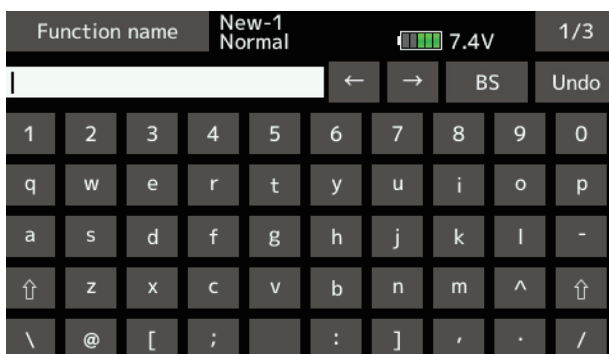 Function name New-1 1/3
Normal 7.4V
← → BS Undo
1 2 3 4 5 6 7 8 9 0
q w e r t y u i o p
a s d f g h j k l -
⇧ z x c v b n m ^ ⇧
\ @ [ ; : ] , . /